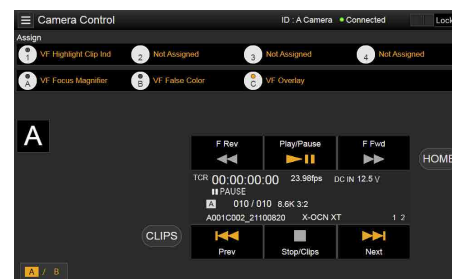 Camera Control
ID : A Camera Connected
Lock
Assign
1 VF Highlight Clip Ind
2 Not Assigned
3 Not Assigned
4 Not Assigned
A VF Focus Magnifier
B VF False Color
C VF Overlay
A
F Rev
Play/Pause
F Fwd
HOME
TCR 00:00:00:00 23.98fps DC IN 12.5 V
PAUSE
A 010 / 010 8.6K 3:2
A001C002_21100820 X-OCN XT 1 2
CLIPS
Prev
Stop/Clips
Next
A / B